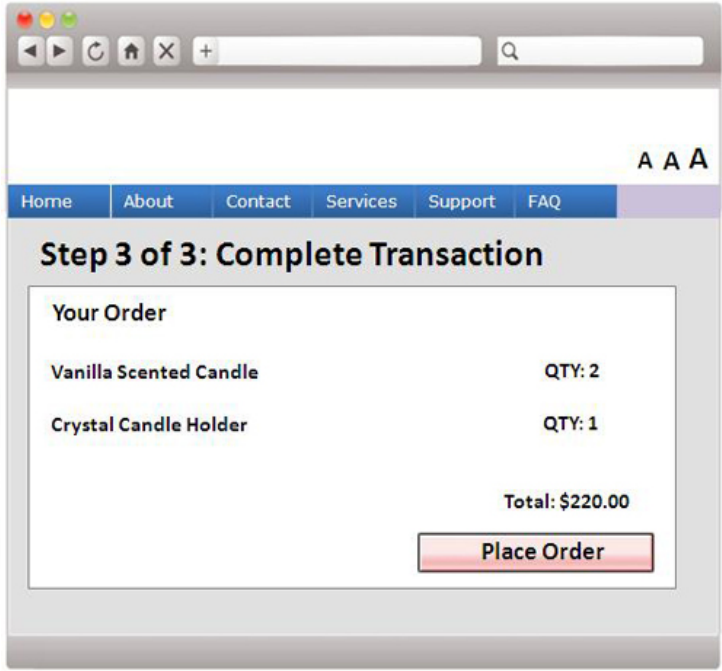 A A A
Home About Contact Services Support FAQ
Step 3 of 3: Complete Transaction
Your Order
Vanilla Scented Candle QTY: 2
Crystal Candle Holder QTY: 1
Total: $220.00
Place Order